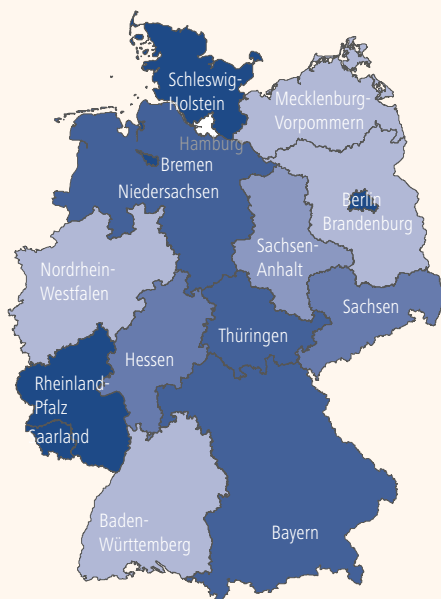 Schleswig-
Holstein
Mecklenburg-
Vorpommern
Hamburg
Bremen
Niedersachsen
Berlin
Brandenburg
Sachsen-
Anhalt
Nordrhein-
Westfalen
Sachsen
Thüringen
Hessen
Rheinland-
Pfalz
Saarland
Baden-
Württemberg
Bayern